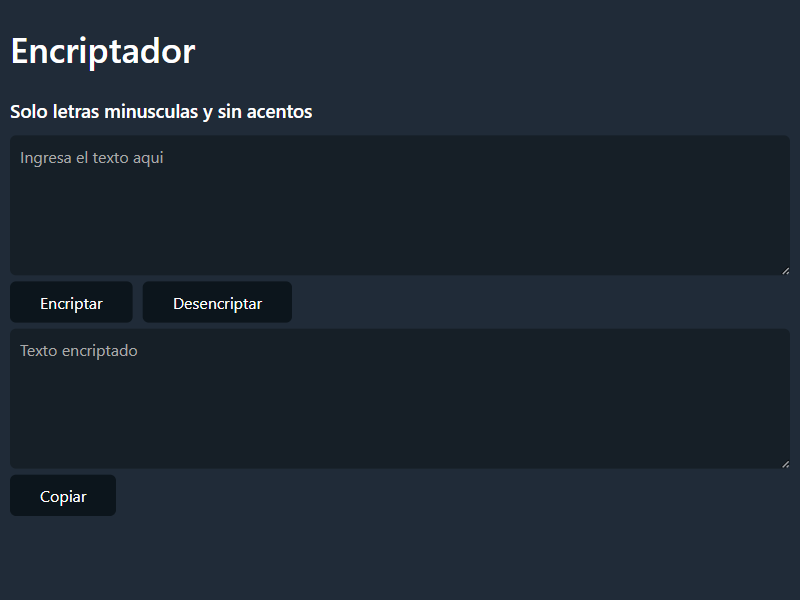 Encriptador
Solo letras minusculas y sin acentos
Ingresa el texto aqui
Encriptar Desencriptar
Texto encriptado
Copiar